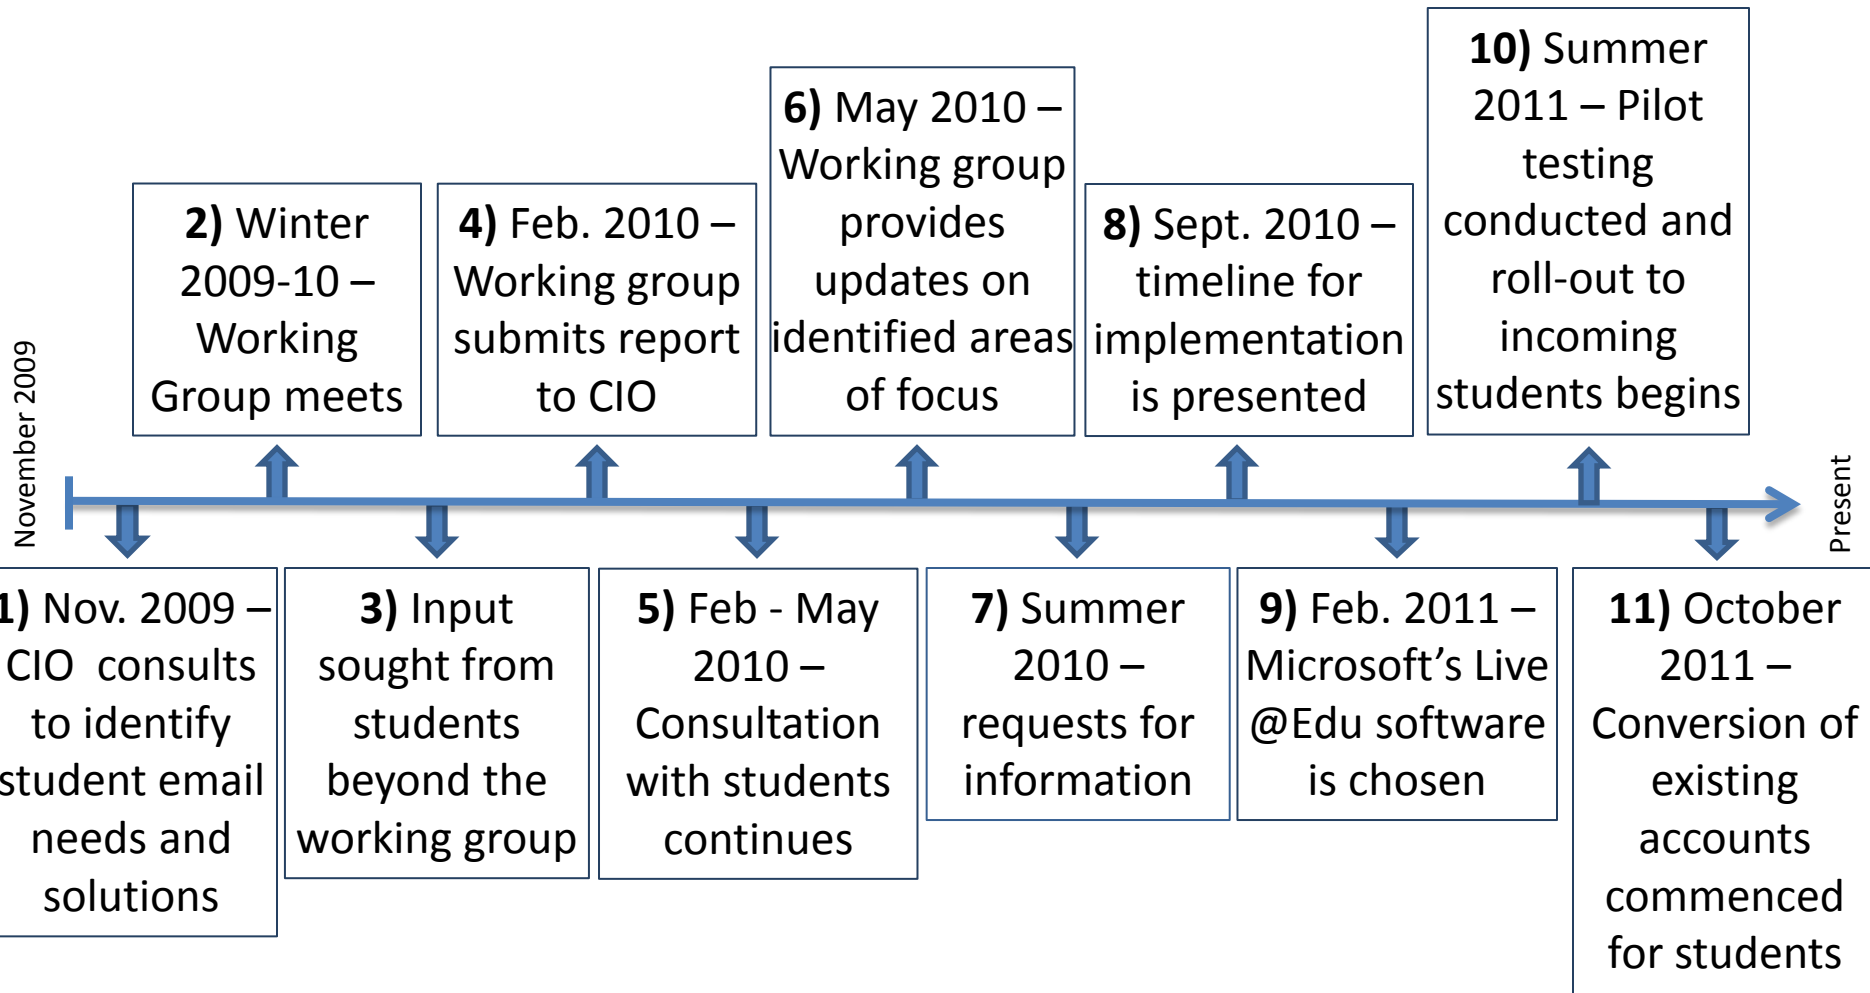 November 2009
1) Nov. 2009 –
CIO  consults
to identify
student email
needs and
solutions
2) Winter
2009-10 –
Working
Group meets
3) Input
sought from
students
beyond the
working group
4) Feb. 2010 –
Working group
submits report
to CIO
5) Feb - May
2010 –
Consultation
with students
continues
6) May 2010 –
Working group
provides
updates on
identified areas
of focus
7) Summer
2010 –
requests for
information
8) Sept. 2010 –
timeline for
implementation
is presented
9) Feb. 2011 –
Microsoft’s Live
@Edu software
is chosen
10) Summer
2011 – Pilot
testing
conducted and
roll-out to
incoming
students begins
11) October
2011 –
Conversion of
existing
accounts
commenced
for students
Present